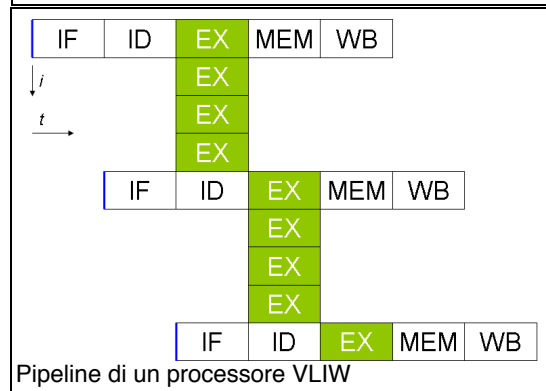 IF ID EX MEM WB
i
EX
t
EX
EX
IF ID EX MEM WB
EX
EX
EX
IF ID EX MEM WB
Pipeline di un processore VLIW